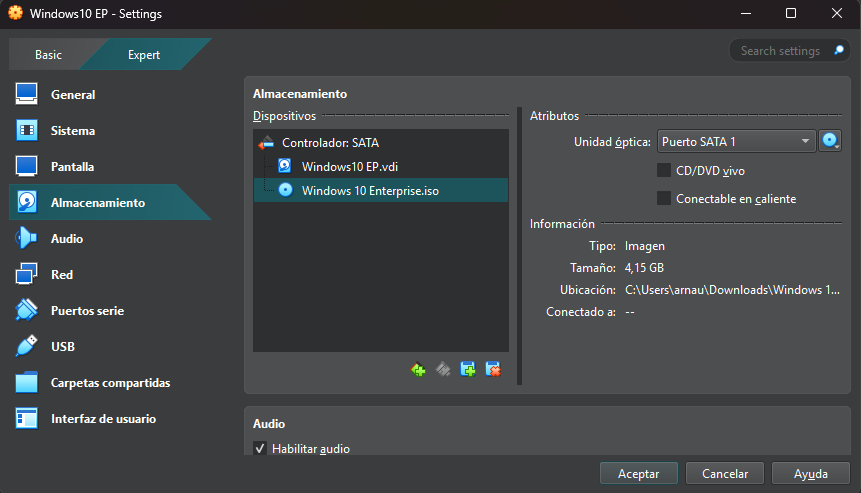 Windows10 EP - Settings
Basic
Expert
Search settings
General
Sistema
Pantalla
Almacenamiento
Audio
Red
Puertos serie
USB
Carpetas compartidas
Interfaz de usuario
Almacenamiento
Dispositivos
Controlador: SATA
Windows10 EP.vdi
Windows 10 Enterprise.iso
Atributos
Unidad óptica: Puerto SATA 1
CD/DVD vivo
Conectable en caliente
Información
Tipo: Imagen
Tamaño: 4,15 GB
Ubicación: C:\Users\arnau\Downloads\Windows 1...
Conectado a: --
Audio
Habilitar audio
Aceptar
Cancelar
Ayuda